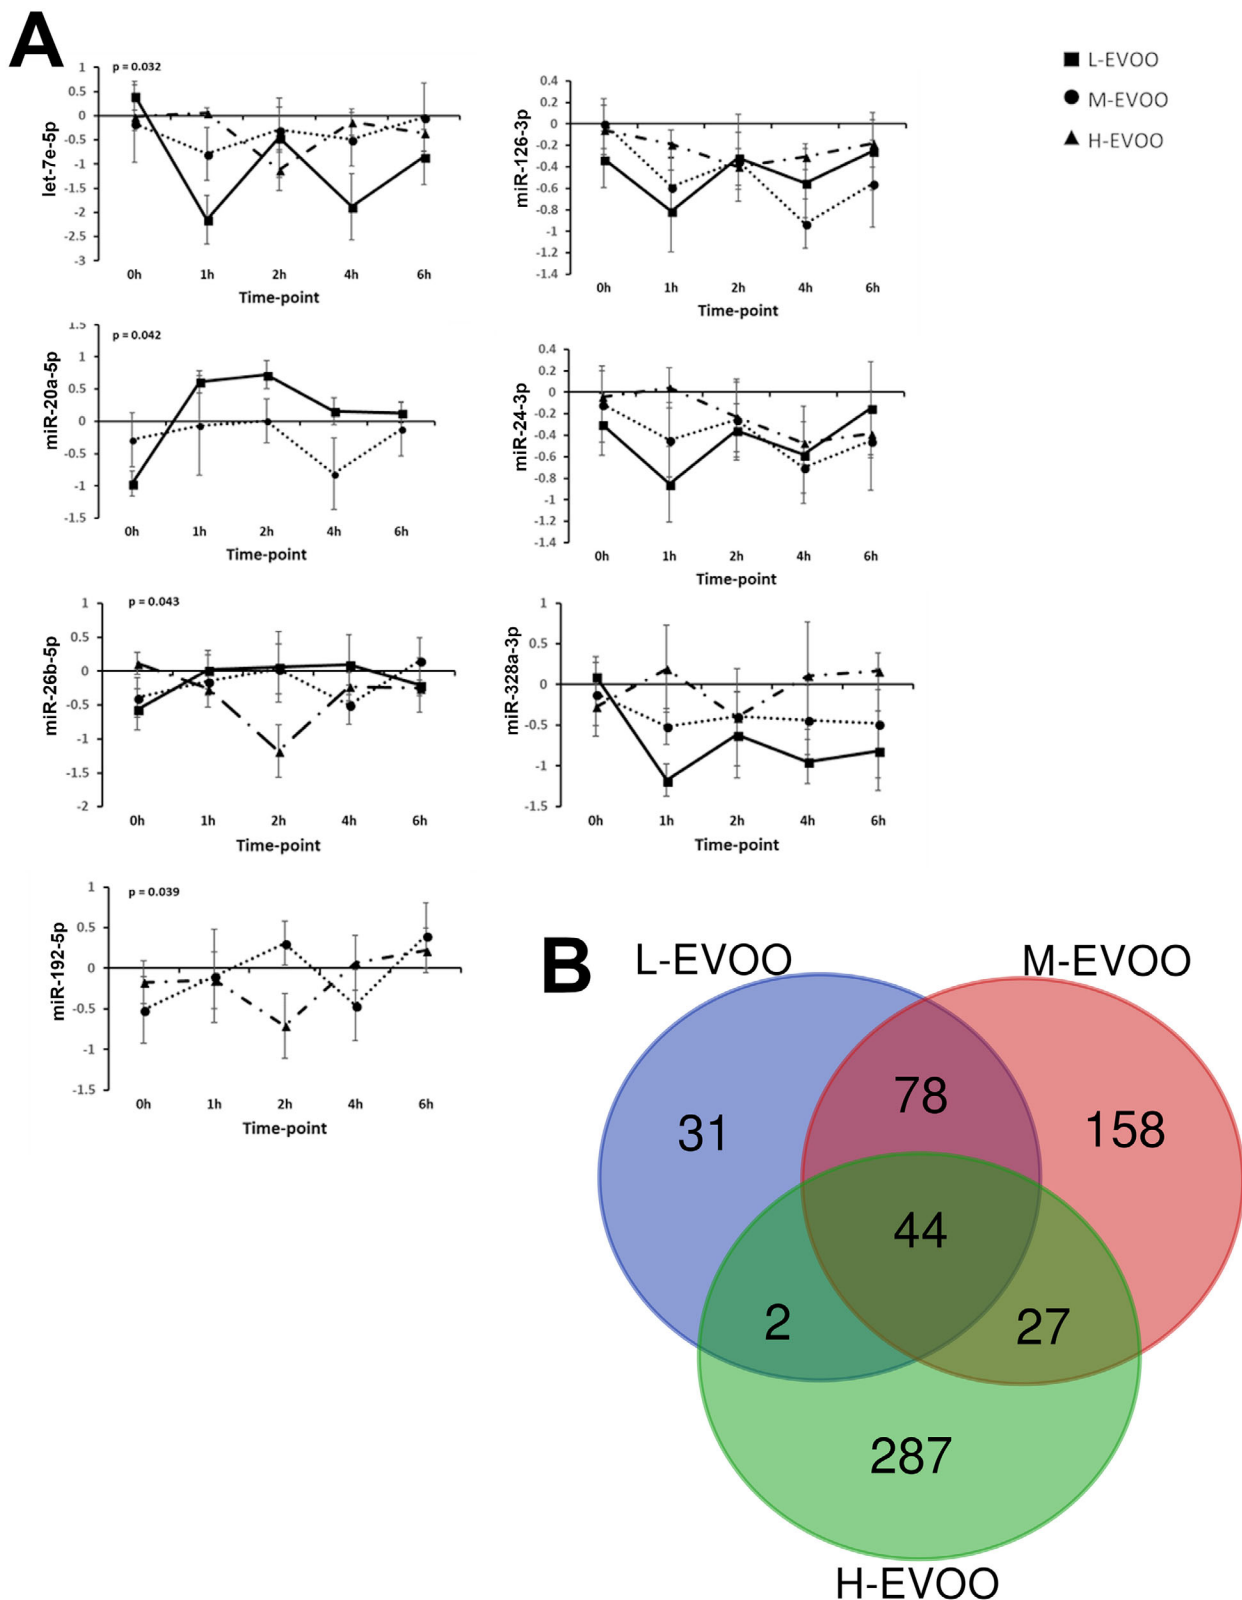 A
L-EVOO
M-EVOO
H-EVOO
p = 0.032
let-7e-5p
1
0.5
0
-0.5
-1
-1.5
-2
-2.5
-3
0h 1h 2h 4h 6h
Time-point
miR-126-3p
0.4
0.2
0
-0.2
-0.4
-0.6
-0.8
-1
-1.2
-1.4
0h 1h 2h 4h 6h
Time-point
p = 0.042
miR-20a-5p
1.5
1
0.5
0
-0.5
-1
-1.5
0h 1h 2h 4h 6h
Time-point
miR-24-3p
0.4
0.2
0
-0.2
-0.4
-0.6
-0.8
-1
-1.2
-1.4
0h 1h 2h 4h 6h
Time-point
p = 0.043
miR-26b-5p
1
0.5
0
-0.5
-1
-1.5
-2
0h 1h 2h 4h 6h
Time-point
miR-328a-3p
1
0.5
0
-0.5
-1
-1.5
0h 1h 2h 4h 6h
Time-point
p = 0.039
miR-192-5p
1
0.5
0
-0.5
-1
-1.5
0h 1h 2h 4h 6h
Time-point
B
L-EVOO M-EVOO
78
31 158
44
2 27
287
H-EVOO